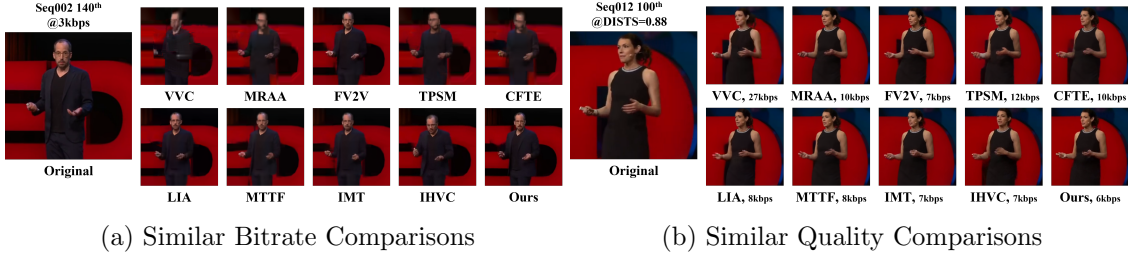 Seq002 140th
@3kbps
Original
VVC MRAA FV2V TPSM CFTE
LIA MTTF IMT IHVC Ours
(a) Similar Bitrate Comparisons
Seq012 100th
@DISTS=0.88
Original
VVC, 27kbps MRAA, 10kbps FV2V, 7kbps TPSM, 12kbps CFTE, 10kbps
LIA, 8kbps MTTF, 8kbps IMT, 7kbps IHVC, 7kbps Ours, 6kbps
(b) Similar Quality Comparisons